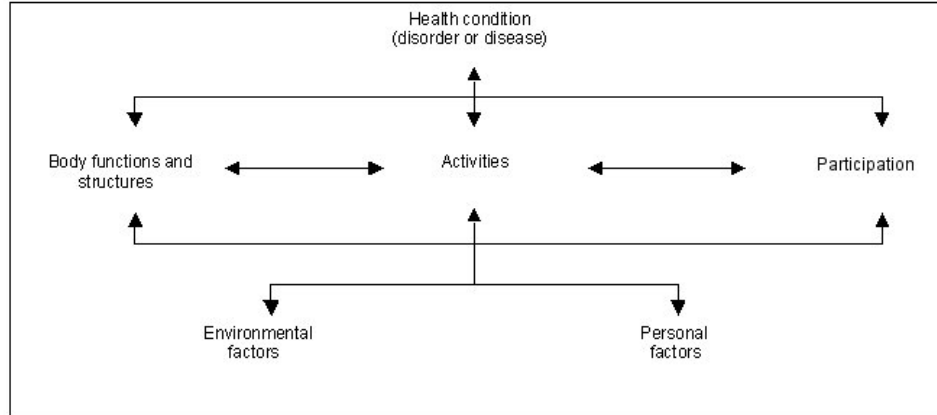 Health condition
(disorder or disease)
Body functions and
structures
Activities
Participation
Environmental
factors
Personal
factors